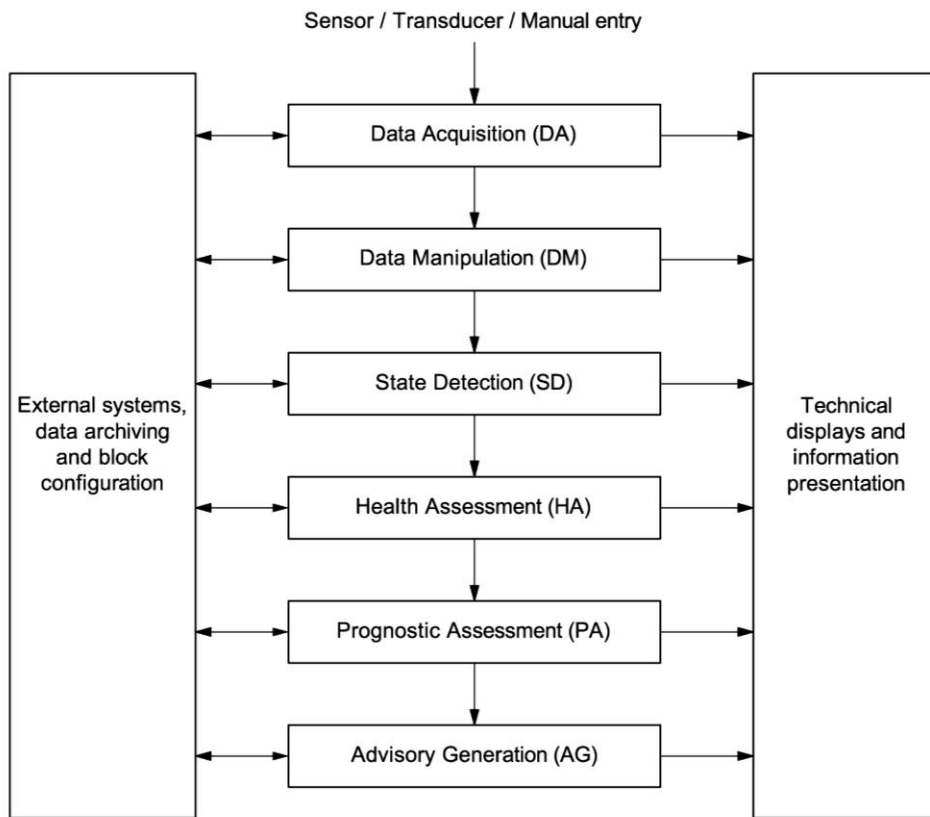 Sensor / Transducer / Manual entry
Data Acquisition (DA)
Data Manipulation (DM)
State Detection (SD)
Health Assessment (HA)
Prognostic Assessment (PA)
Advisory Generation (AG)
External systems,
data archiving
and block
configuration
Technical
displays and
information
presentation